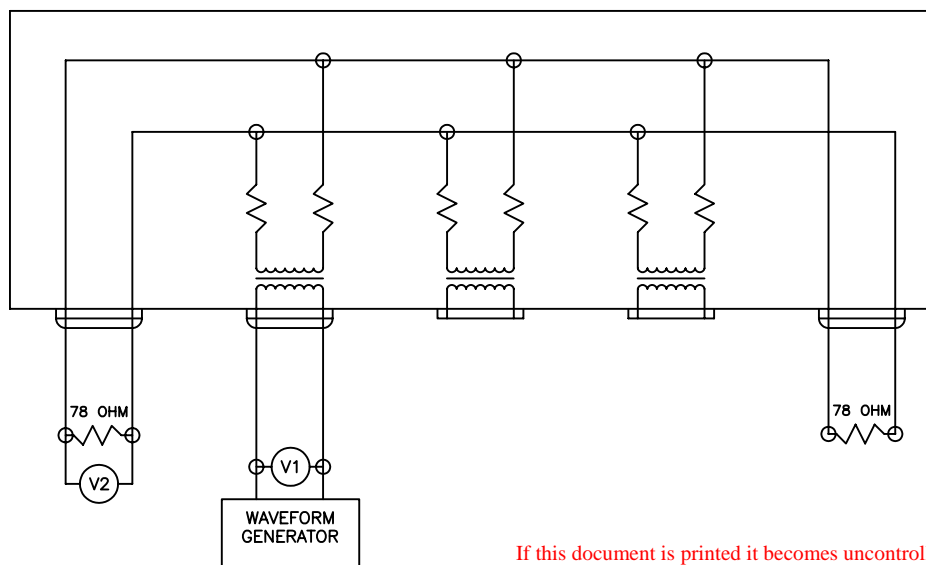 78 OHM
78 OHM
V1
V2
WAVEFORM
GENERATOR
If this document is printed it becomes uncontrol